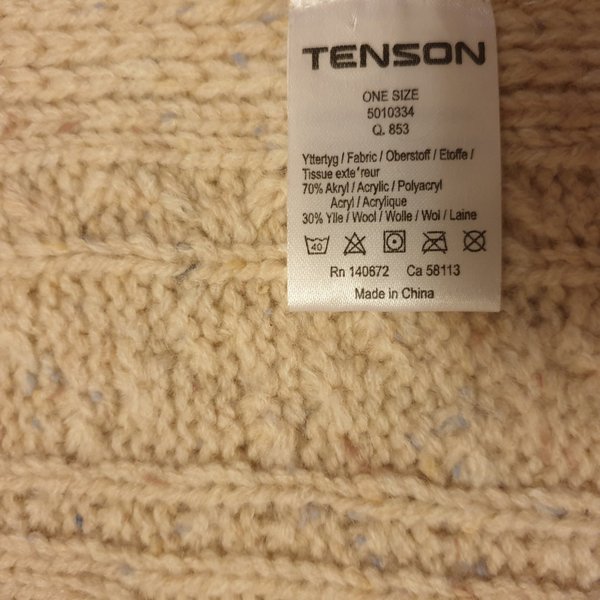 TENSON
ONE SIZE
5010334
Q. 853
Yttertyg / Fabric / Oberstoff / Etoffe /
Tissue exte´reur
70% Akryl / Acrylic / Polyacryl
Acryl / Acrylique
30% Ylle / Wool / Wolle / Wol / Laine
40
Rn 140672 Ca 58113
Made in China